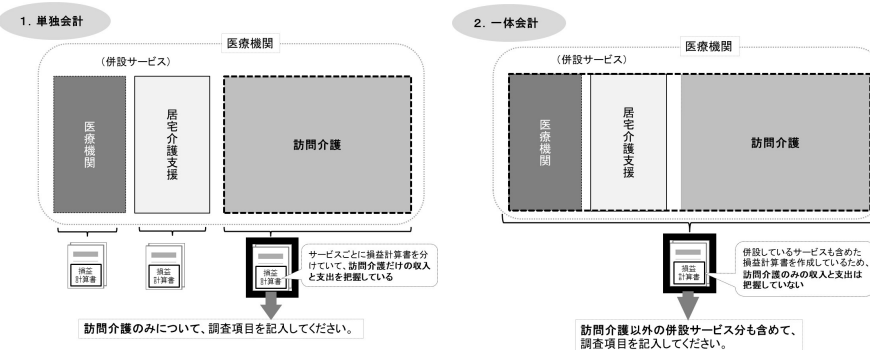 1．単独会計
医療機関
（併設サービス）
医療機関
居宅介護支援
訪問介護
損益
計算書
損益
計算書
損益
計算書
サービスごとに損益計算書を分
けていて、訪問介護だけの収入
と支出を把握している
訪問介護のみについて、調査項目を記入してください。
2．一体会計
医療機関
（併設サービス）
医療機関
居宅介護支援
訪問介護
損益
計算書
併設しているサービスも含めた
損益計算書を作成しているため、
訪問介護のみの収入と支出は
把握していない
訪問介護以外の併設サービス分も含めて、
調査項目を記入してください。